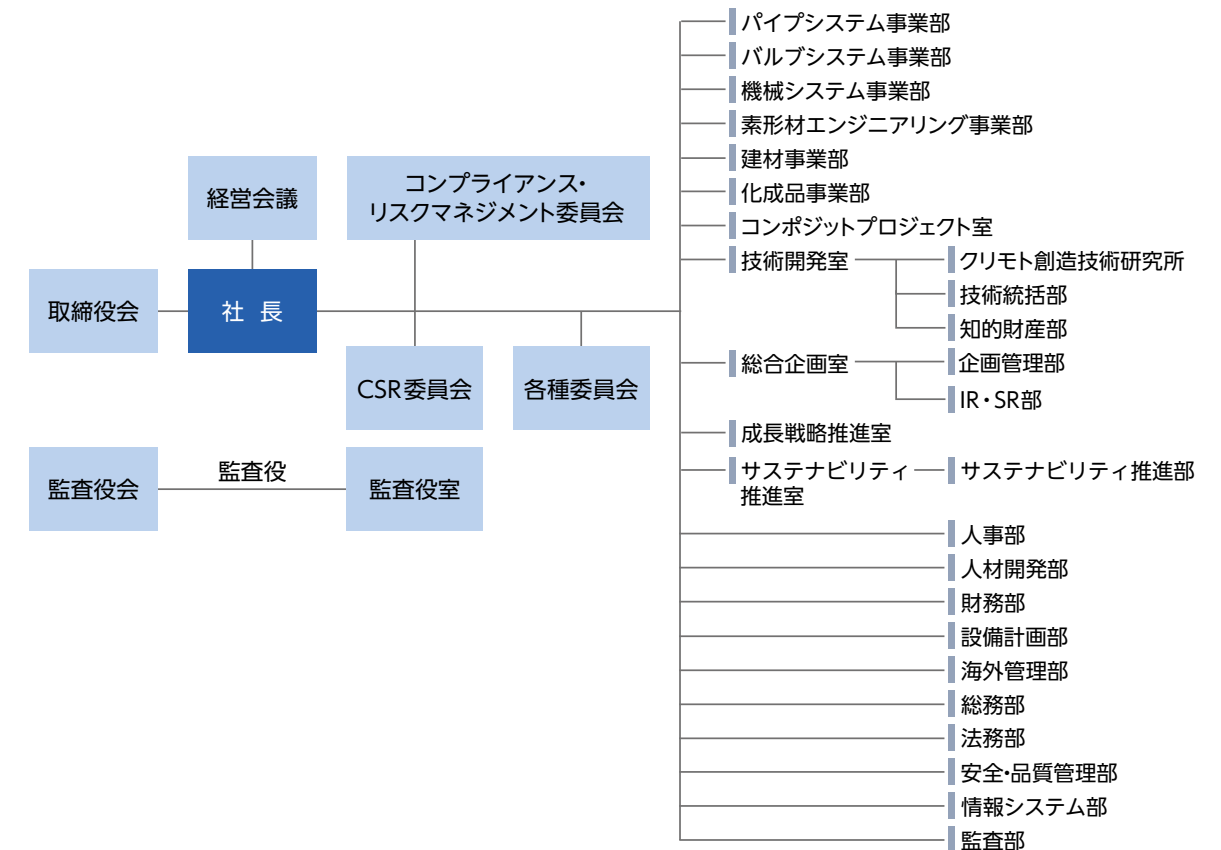 経営会議
コンプライアンス・
リスクマネジメント委員会
取締役会
社 長
CSR委員会
各種委員会
監査役会
監査役
監査役室
パイプシステム事業部
バルブシステム事業部
機械システム事業部
素形材エンジニアリング事業部
建材事業部
化成品事業部
コンポジットプロジェクト室
技術開発室
クリモト創造技術研究所
技術統括部
知的財産部
総合企画室
企画管理部
IR・SR部
成長戦略推進室
サステナビリティ
推進室
サステナビリティ推進部
人事部
人材開発部
財務部
設備計画部
海外管理部
総務部
法務部
安全・品質管理部
情報システム部
監査部